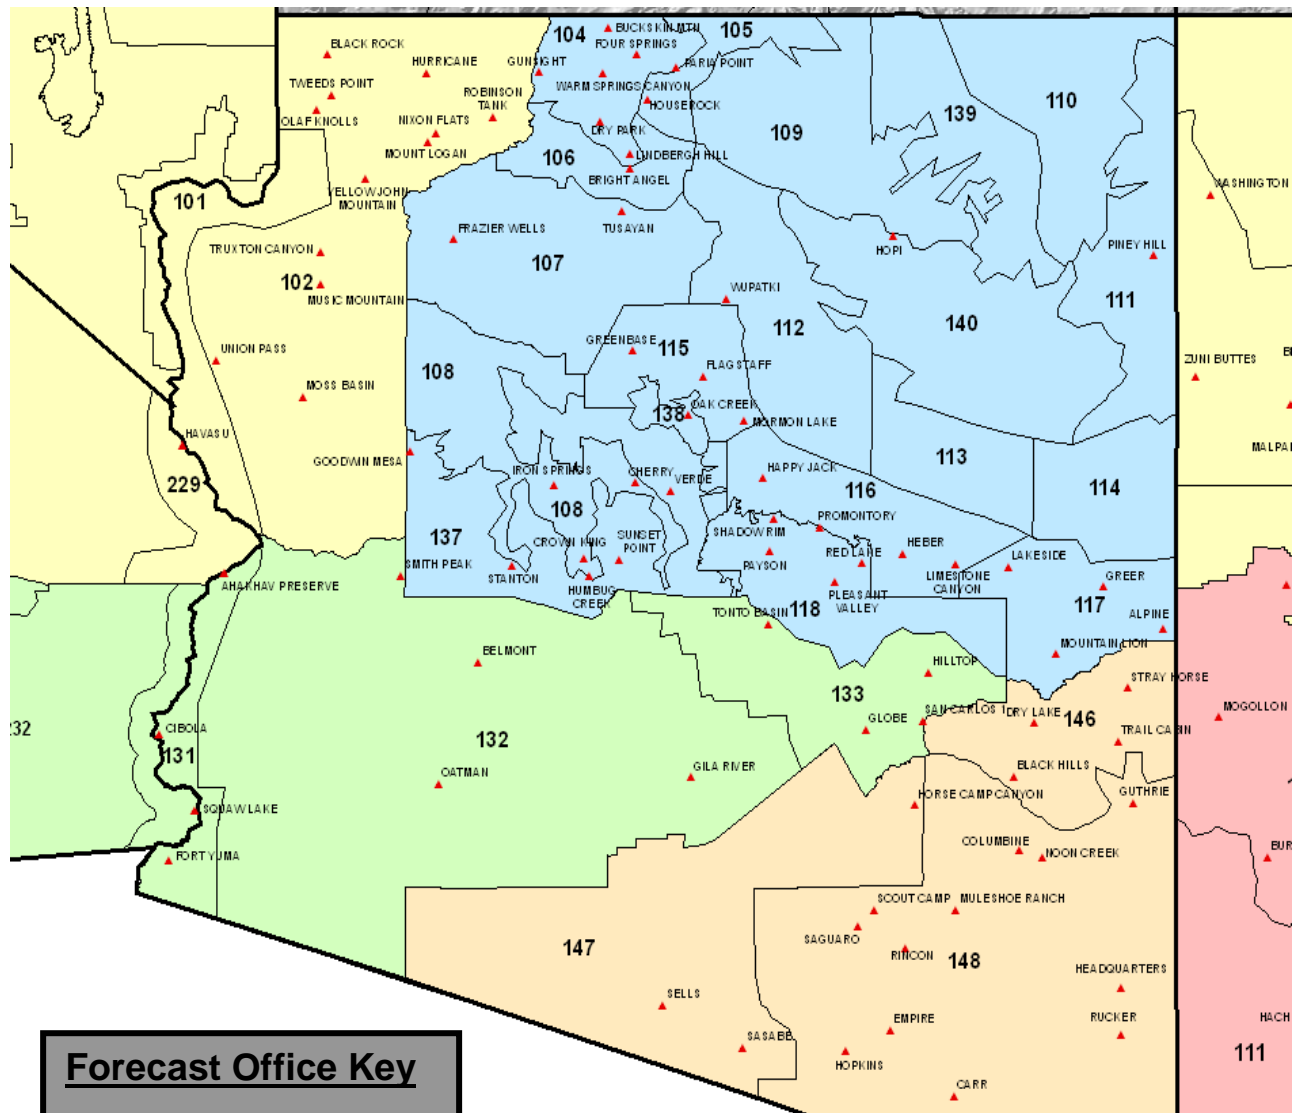 104
BUCKSKIN MTN
105
BLACK ROCK
FOUR SPRINGS
HURRICANE
GUNSIGHT
PARIA POINT
TWEEDS POINT
ROBINSON
TANK
WARM SPRINGS CANYON
110
139
HOUSEROCK
OLAF KNOLLS
NIXON FLATS
DRY PARK
109
MOUNT LOGAN
106
LINDBERGH HILL
BRIGHT ANGEL
YELLOWJOHN
MOUNTAIN
WASHINGTON
101
TUSAYAN
FRAZIER WELLS
TRUXTON CANYON
HOPI
PINEY HILL
107
102
MUSIC MOUNTAIN
WUPATKI
111
112
140
GREENBASE
115
UNION PASS
FLAGSTAFF
ZUNI BUTTES
108
MOSS BASIN
138
OAK CREEK
MORMON LAKE
HAVASU
GOODWIN MESA
MALPA
113
IRON SPRINGS
CHERRY
VERDE
HAPPY JACK
229
116
114
108
137
CROWN KING
SUNSET
POINT
SHADOW RIM
PROMONTORY
PAYSON
RED LAKE
HEBER
LAKESIDE
SMITH PEAK
STANTON
HUMBUG
CREEK
LIMESTONE
CANYON
AHAKHAV PRESERVE
PLEASANT
VALLEY
GREER
117
TONTO BASIN
118
ALPINE
BELMONT
MOUNTAIN LION
HILLTOP
STRAY HORSE
133
232
CIBOLA
132
GLOBE
SAN CARLOS 1
DRY LAKE
146
MOGOLLON
131
TRAIL CABIN
OATMAN
GILA RIVER
BLACK HILLS
SQUAW LAKE
HORSE CAMP CANYON
GUTHRIE
COLUMBINE
NOON CREEK
FORT YUMA
BUR
SCOUT CAMP
MULESHOE RANCH
SAGUARO
147
RINCON
148
HEADQUARTERS
SELLS
EMPIRE
RUCKER
HACH
SASABE
HOPKINS
111
CARR
Forecast Office Key